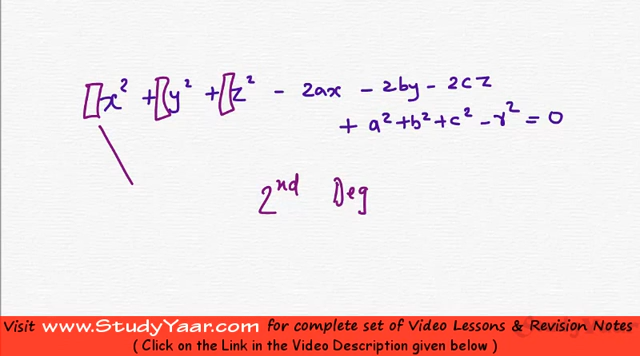 x² + y² + z² - 2ax - 2by - 2cz
+ a² + b² + c² - r² = 0
2nd Deg
Visit www.StudyYaar.com for complete set of Video Lessons & Revision Notes
( Click on the Link in the Video Description given below )